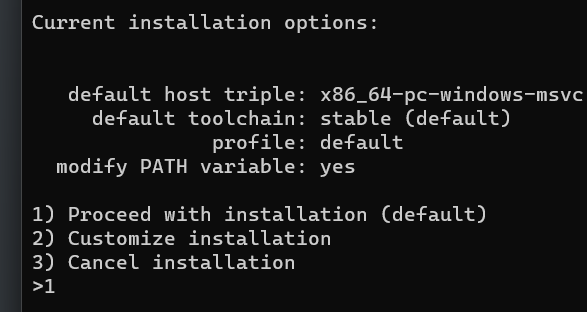 Current installation options:
default host triple: x86_64-pc-windows-msvc
default toolchain: stable (default)
profile: default
modify PATH variable: yes
1) Proceed with installation (default)
2) Customize installation
3) Cancel installation
>1